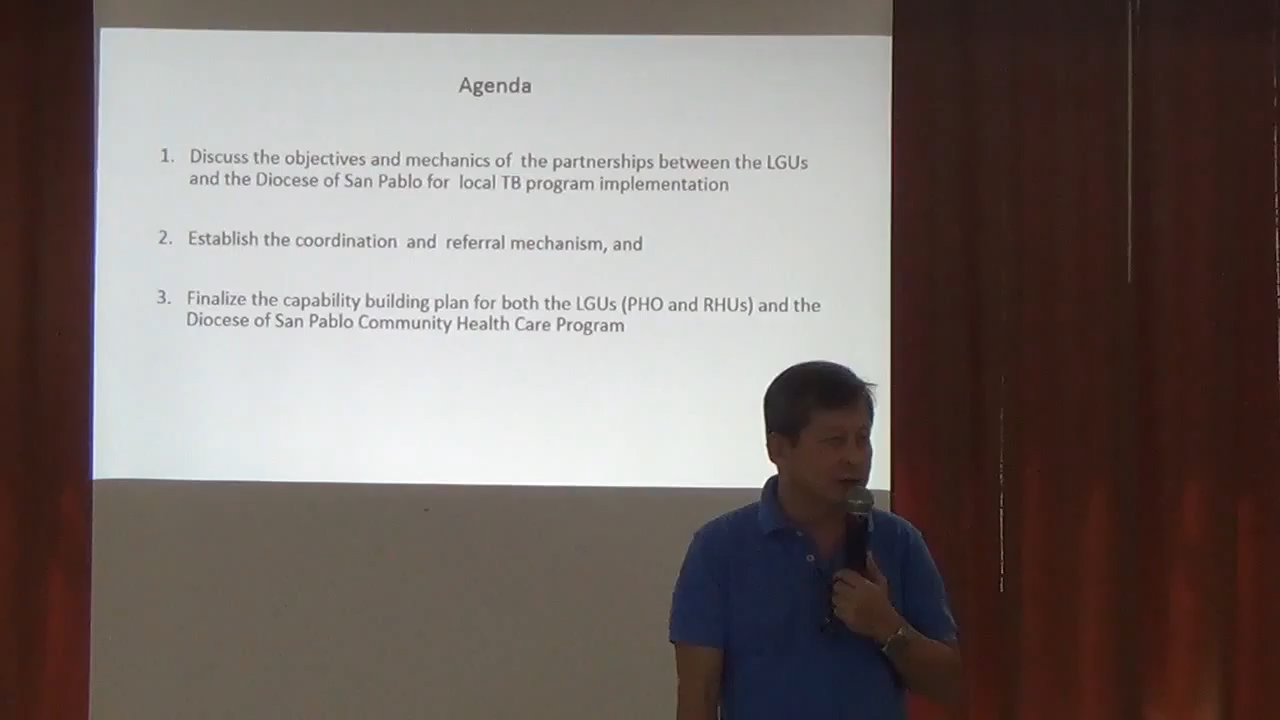 Agenda
1. Discuss the objectives and mechanics of the partnerships between the LGUs
and the Diocese of San Pablo for local TB program implementation
2. Establish the coordination and referral mechanism, and
3. Finalize the capability building plan for both the LGUs (PHO and RHUs) and the
Diocese of San Pablo Community Health Care Program